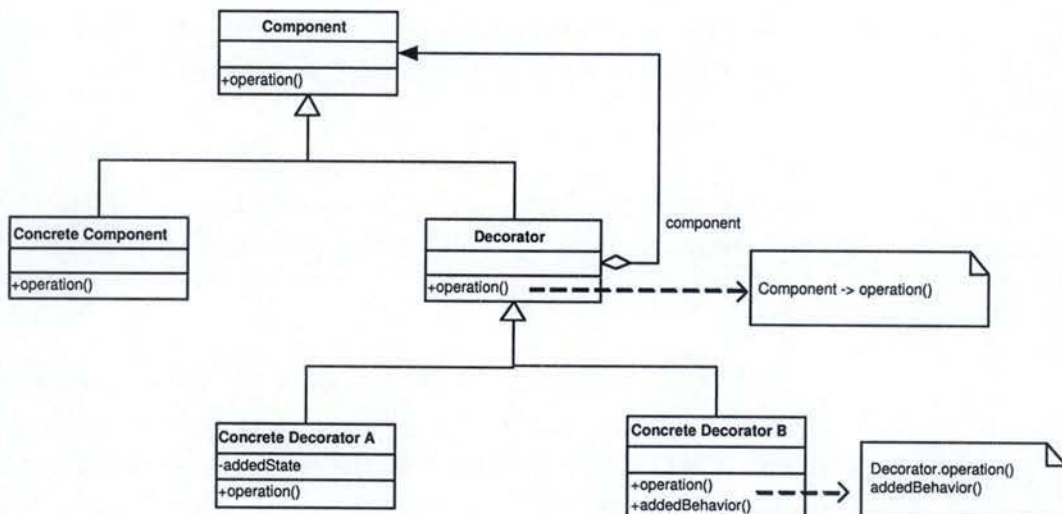 Component
+operation()
Concrete Component
+operation()
Decorator
+operation()
component
Component -> operation()
Concrete Decorator A
-addedState
+operation()
Concrete Decorator B
+operation()
+addedBehavior()
Decorator.operation()
addedBehavior()